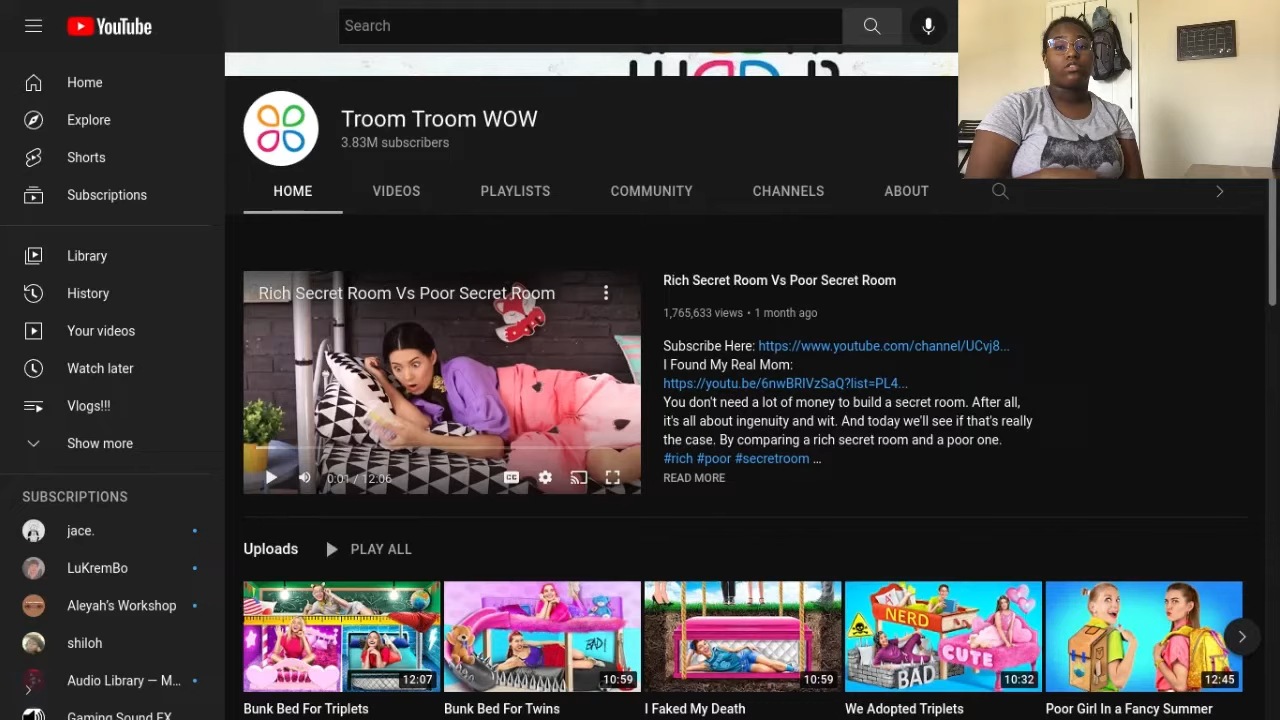 YouTube
Search
Home
Explore
Shorts
Subscriptions
Library
History
Your videos
Watch later
Vlogs!!!
Show more
SUBSCRIPTIONS
jace.
LuKremBo
Aleyah's Workshop
shiloh
Audio Library — M...
Gaming Sound FX
Troom Troom WOW
3.83M subscribers
HOME
VIDEOS
PLAYLISTS
COMMUNITY
CHANNELS
ABOUT
Rich Secret Room Vs Poor Secret Room
0:01 / 12:06
CC
Rich Secret Room Vs Poor Secret Room
1,765,633 views • 1 month ago
Subscribe Here: https://www.youtube.com/channel/UCvj8...
I Found My Real Mom:
https://youtu.be/6nwBRIVzSaQ?list=PL4...
You don't need a lot of money to build a secret room. After all,
it's all about ingenuity and wit. And today we'll see if that's really
the case. By comparing a rich secret room and a poor one.
#rich #poor #secretroom ...
READ MORE
Uploads
PLAY ALL
12:07
BAD!
10:59
10:59
NERD
CUTE
BAD
10:32
12:45
Bunk Bed For Triplets
Bunk Bed For Twins
I Faked My Death
We Adopted Triplets
Poor Girl In a Fancy Summer